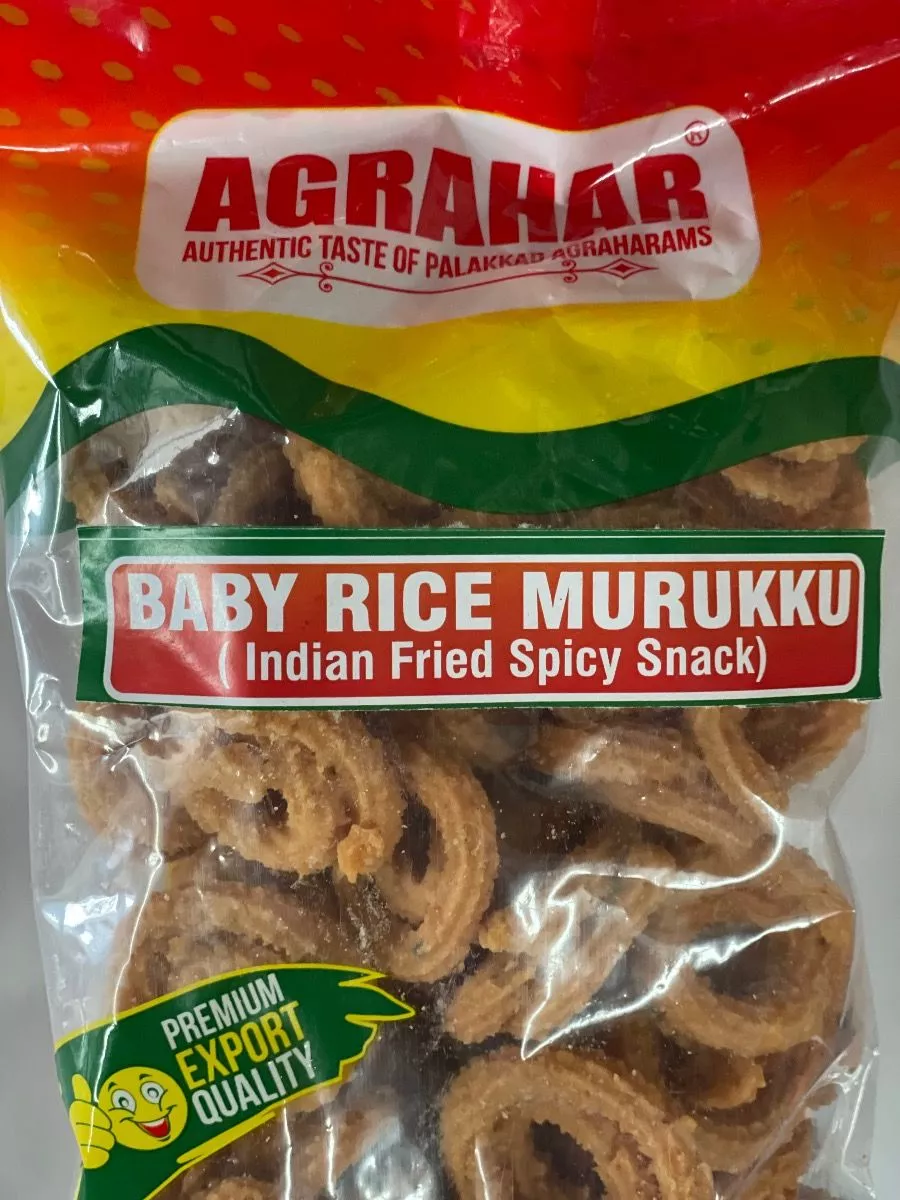 AGRAHAR®
AUTHENTIC TASTE OF PALAKKAD AGRAHARAMS
BABY RICE MURUKKU
( Indian Fried Spicy Snack)
PREMIUM
EXPORT
QUALITY